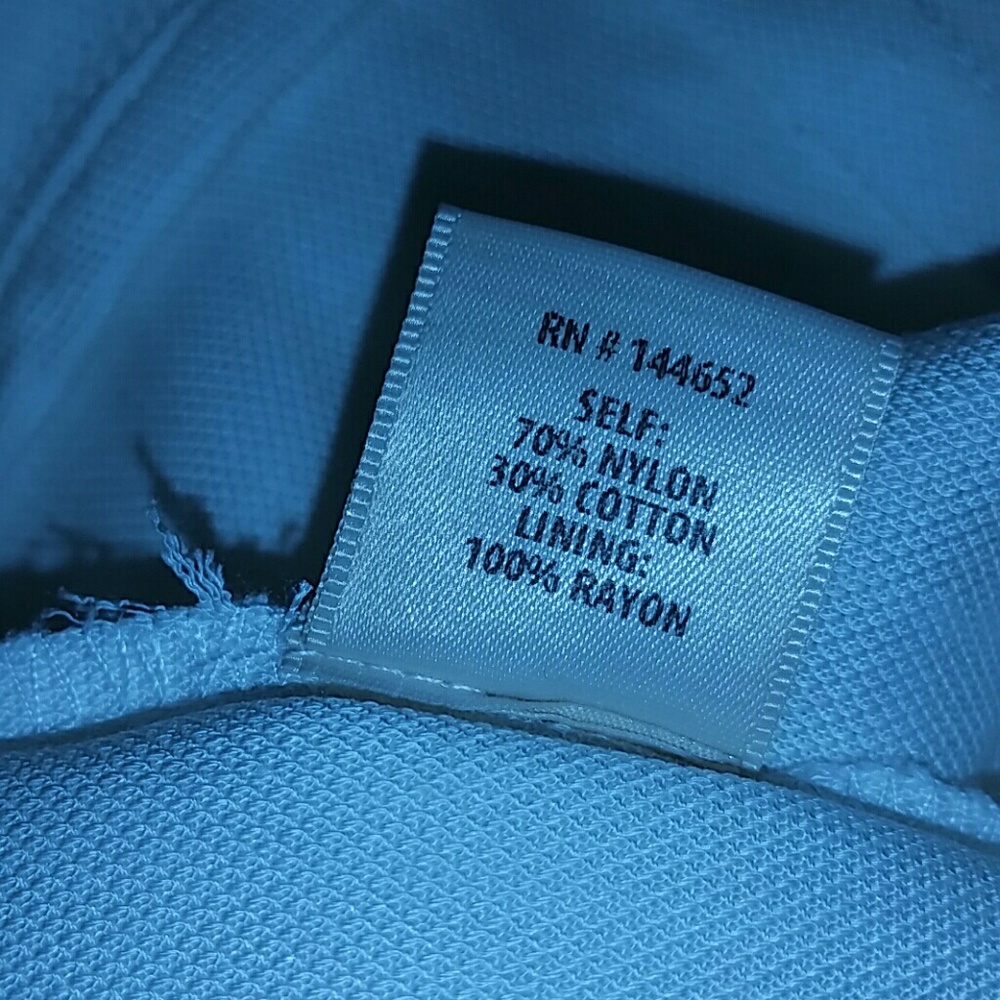 RN # 144652
SELF:
70% NYLON
30% COTTON
LINING:
100% RAYON